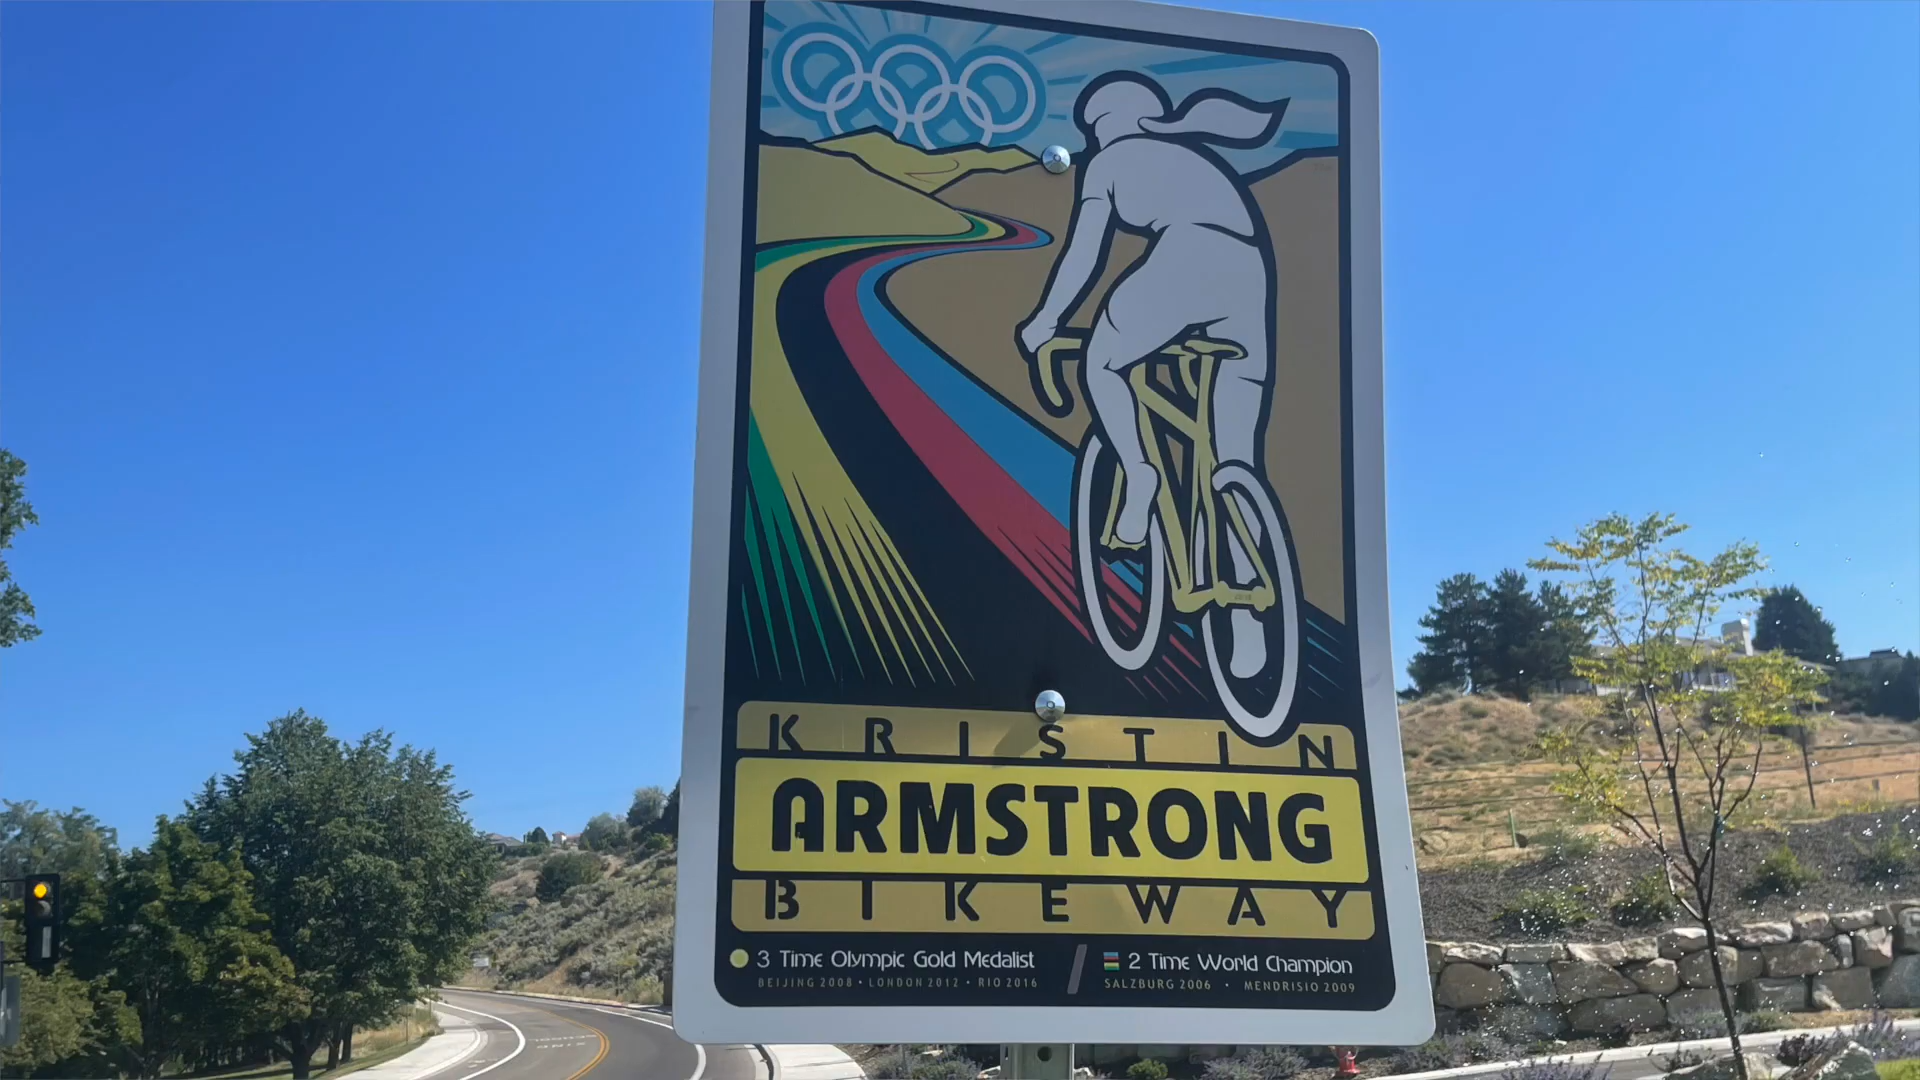 KRISTIN
ARMSTRONG
BIKEWAY
3 Time Olympic Gold Medalist / 2 Time World Champion
BEIJING 2008 • LONDON 2012 • RIO 2016 SALZBURG 2006 • MENDRISIO 2009